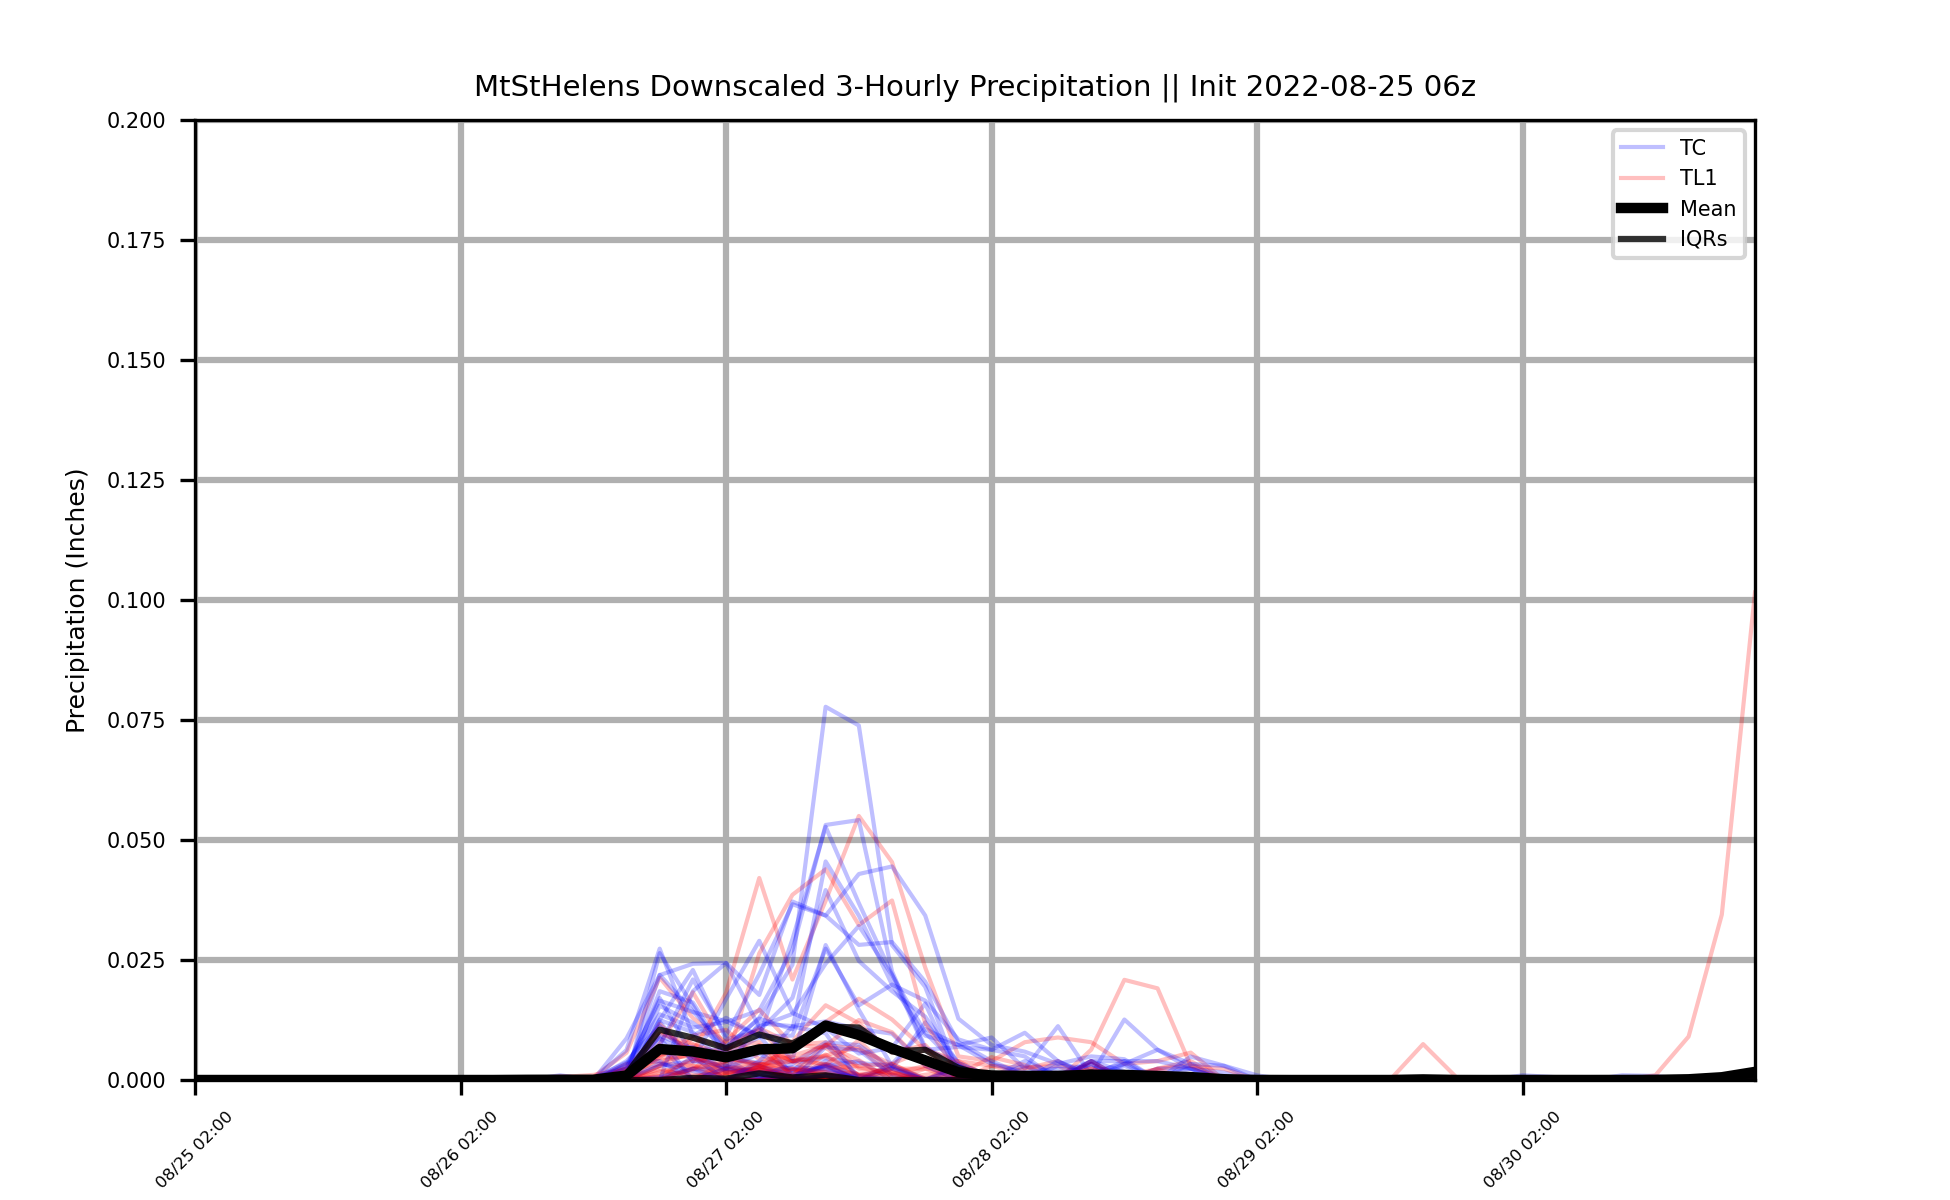 MtStHelens Downscaled 3-Hourly Precipitation || Init 2022-08-25 06z
0.200
0.175
0.150
0.125
0.100
0.075
0.050
0.025
0.000
Precipitation (Inches)
TC
TL1
Mean
IQRs
08/25 02:00
08/26 02:00
08/27 02:00
08/28 02:00
08/29 02:00
08/30 02:00